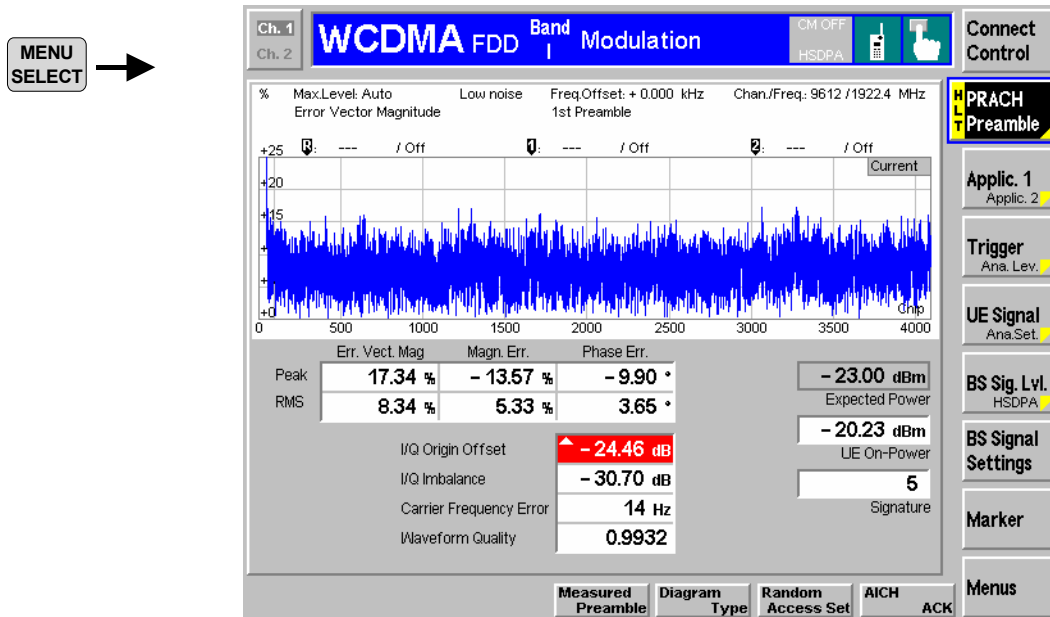 MENU
SELECT
Ch. 1
Ch. 2
WCDMA FDD Band I Modulation
CM OFF
HSDPA
Connect
Control
% Max.Level: Auto Low noise Freq.Offset: + 0.000 kHz Chan./Freq.: 9612 / 1922.4 MHz
Error Vector Magnitude 1st Preamble
R: --- / Off 1: --- / Off 2: --- / Off
Current
+25
+20
+15
+0
Chip
0 500 1000 1500 2000 2500 3000 3500 4000
Err. Vect. Mag Magn. Err. Phase Err.
Peak 17.34 % – 13.57 % – 9.90 °
RMS 8.34 % 5.33 % 3.65 °
I/Q Origin Offset – 24.46 dB
I/Q Imbalance – 30.70 dB
Carrier Frequency Error 14 Hz
Waveform Quality 0.9932
– 23.00 dBm
Expected Power
– 20.23 dBm
UE On-Power
5
Signature
HLT
PRACH
Preamble
Applic. 1
Applic. 2
Trigger
Ana. Lev.
UE Signal
Ana.Set.
BS Sig. Lvl.
HSDPA
BS Signal
Settings
Marker
Menus
Measured
Preamble
Diagram
Type
Random
Access Set
AICH
ACK